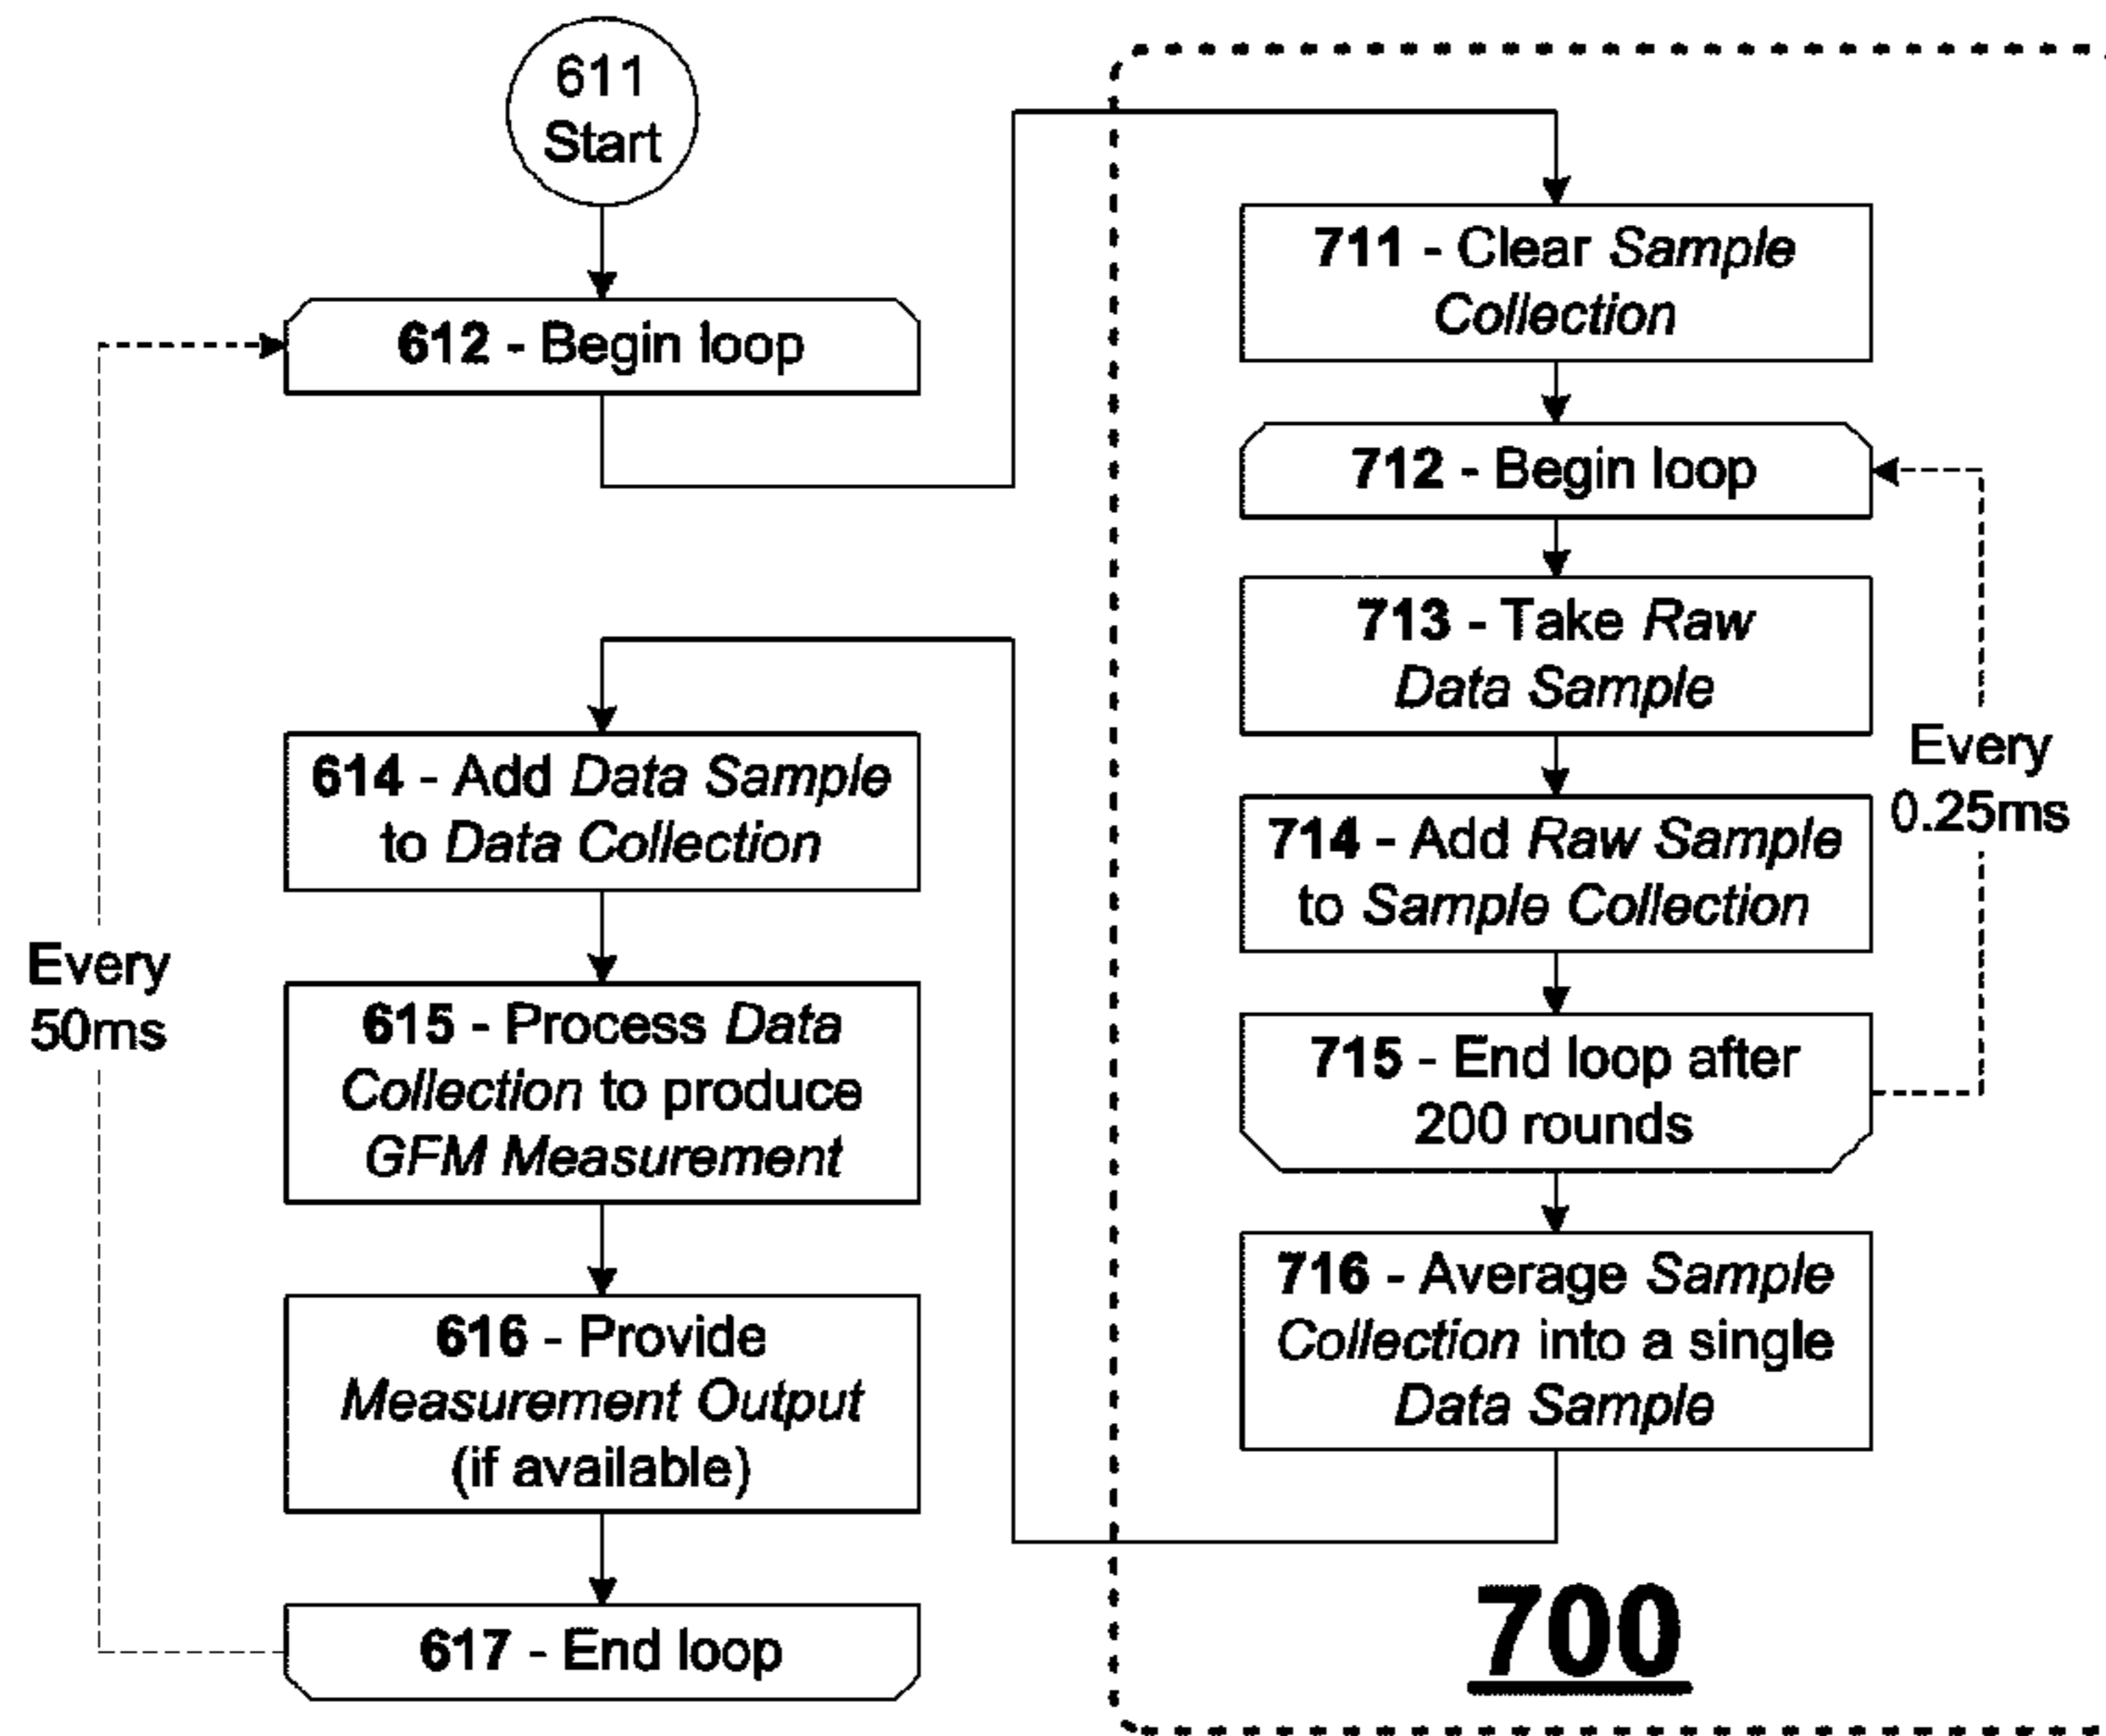 611
Start
612 - Begin loop
711 - Clear Sample
Collection
712 - Begin loop
713 - Take Raw
Data Sample
714 - Add Raw Sample
to Sample Collection
715 - End loop after
200 rounds
Every
0.25ms
716 - Average Sample
Collection into a single
Data Sample
614 - Add Data Sample
to Data Collection
615 - Process Data
Collection to produce
GFM Measurement
616 - Provide
Measurement Output
(if available)
617 - End loop
Every
50ms
700